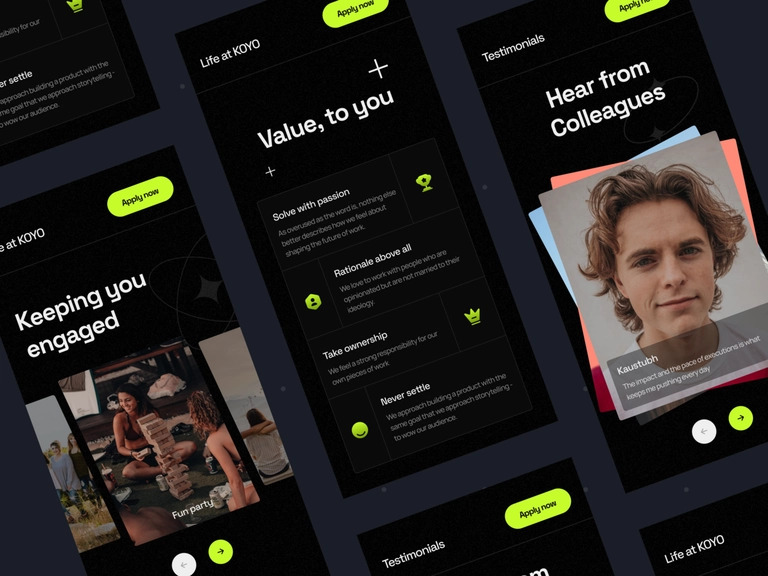 sibility for our
er settle
approach building a product with the
same goal that we approach storytelling -
to wow our audience.
Life at KOYO
Apply now
Value, to you
Solve with passion
As overused as the word is, nothing else
better describes how we feel about
shaping the future of work.
Rationale above all
We love to work with people who are
opinionated but are not married to their
ideology.
Take ownership
We feel a strong responsibility for our
own pieces of work
Never settle
We approach building a product with the
same goal that we approach storytelling -
to wow our audience.
Testimonials
Apply now
Hear from
Colleagues
Kaustubh
The impact and the pace of executions is what
keeps me pushing every day
e at KOYO
Apply now
Keeping you
engaged
Fun party
Testimonials
Apply now
Life at KOYO